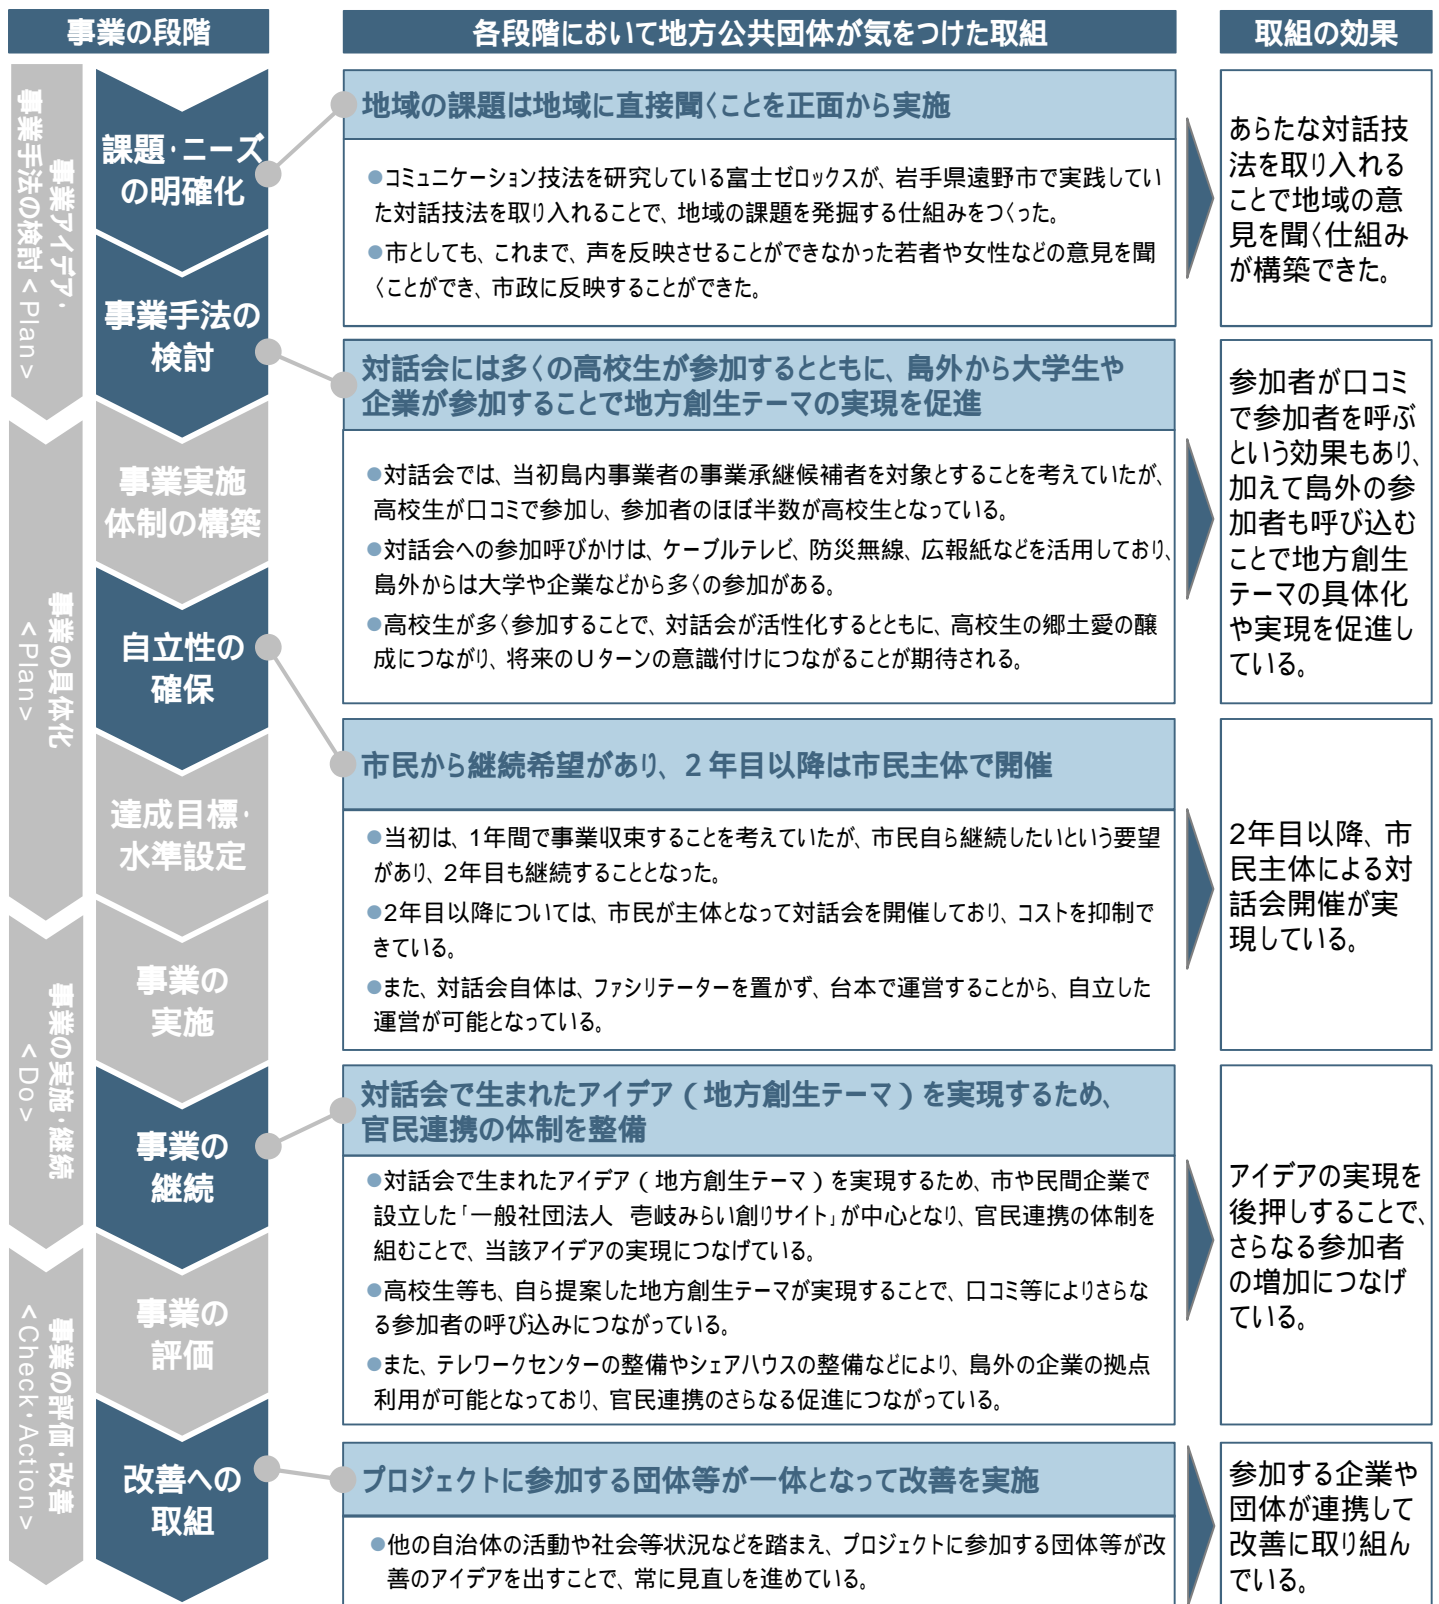 事業の段階
各段階において地方公共団体が気をつけた取組
取組の効果
事業アイデア・
事業手法の検討<Plan>
事業の具体化
<Plan>
事業の実施・継続
<Do>
事業の評価・改善
<Check・Action>
課題・ニーズ
の明確化
事業手法の
検討
事業実施
体制の構築
自立性の
確保
達成目標・
水準設定
事業の
実施
事業の
継続
事業の
評価
改善への
取組
地域の課題は地域に直接聞くことを正面から実施
●コミュニケーション技法を研究している富士ゼロックスが、岩手県遠野市で実践してい
た対話技法を取り入れることで、地域の課題を発掘する仕組みをつくった。
●市としても、これまで、声を反映させることができなかった若者や女性などの意見を聞
くことができ、市政に反映することができた。
あらたな対話技
法を取り入れる
ことで地域の意
見を聞く仕組み
が構築できた。
対話会には多くの高校生が参加するとともに、島外から大学生や
企業が参加することで地方創生テーマの実現を促進
●対話会では、当初島内事業者の事業承継候補者を対象とすることを考えていたが、
高校生が口コミで参加し、参加者のほぼ半数が高校生となっている。
●対話会への参加呼びかけは、ケーブルテレビ、防災無線、広報紙などを活用しており、
島外からは大学や企業などから多くの参加がある。
●高校生が多く参加することで、対話会が活性化するとともに、高校生の郷土愛の醸
成につながり、将来のUターンの意識付けにつながることが期待される。
参加者が口コミ
で参加者を呼ぶ
という効果もあり、
加えて島外の参
加者も呼び込む
ことで地方創生
テーマの具体化
や実現を促進し
ている。
市民から継続希望があり、2年目以降は市民主体で開催
●当初は、1年間で事業収束することを考えていたが、市民自ら継続したいという要望
があり、2年目も継続することとなった。
●2年目以降については、市民が主体となって対話会を開催しており、コストを抑制で
きている。
●また、対話会自体は、ファシリテーターを置かず、台本で運営することから、自立した
運営が可能となっている。
2年目以降、市
民主体による対
話会開催が実
現している。
対話会で生まれたアイデア(地方創生テーマ)を実現するため、
官民連携の体制を整備
●対話会で生まれたアイデア(地方創生テーマ)を実現するため、市や民間企業で
設立した「一般社団法人 壱岐みらい創りサイト」が中心となり、官民連携の体制を
組むことで、当該アイデアの実現につなげている。
●高校生等も、自ら提案した地方創生テーマが実現することで、口コミ等によりさらな
る参加者の呼び込みにつながっている。
●また、テレワークセンターの整備やシェアハウスの整備などにより、島外の企業の拠点
利用が可能となっており、官民連携のさらなる促進につながっている。
アイデアの実現を
後押しすることで、
さらなる参加者
の増加につなげ
ている。
プロジェクトに参加する団体等が一体となって改善を実施
●他の自治体の活動や社会等状況などを踏まえ、プロジェクトに参加する団体等が改
善のアイデアを出すことで、常に見直しを進めている。
参加する企業や
団体が連携して
改善に取り組ん
でいる。